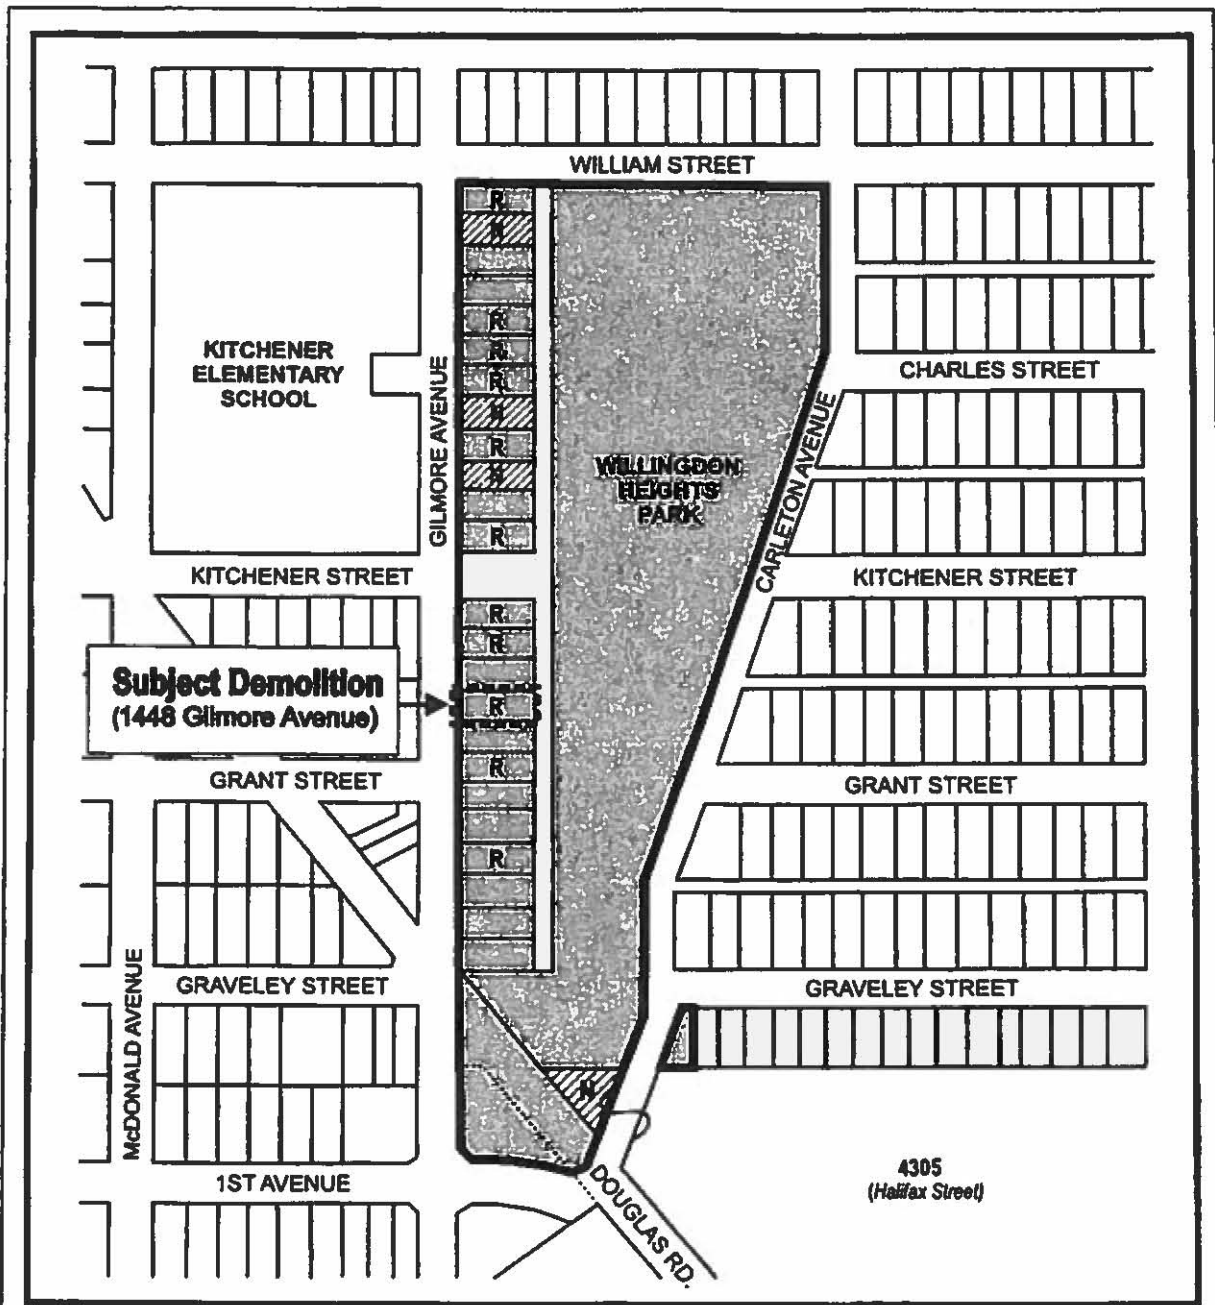 WILLIAM STREET
R
N
R
R
R
N
R
N
R
KITCHENER
ELEMENTARY
SCHOOL
GILMORE AVENUE
WILLINGDON
HEIGHTS
PARK
CHARLES STREET
CARLETON AVENUE
KITCHENER STREET
KITCHENER STREET
R
R
Subject Demolition
(1448 Gilmore Avenue)
R
R
GRANT STREET
GRANT STREET
R
McDONALD AVENUE
GRAVELEY STREET
GRAVELEY STREET
N
1ST AVENUE
DOUGLAS RD.
4305
(Halifax Street)